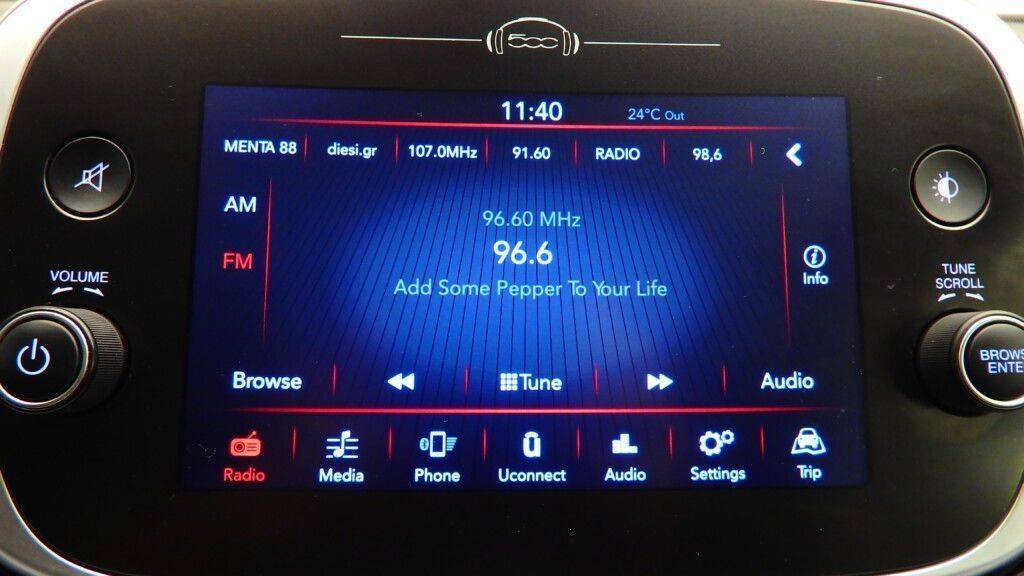 500
11:40 24°C Out
MENTA 88 diesi.gr 107.0MHz 91.60 RADIO 98,6
AM
FM
96.60 MHz
96.6
Add Some Pepper To Your Life
Info
VOLUME
TUNE
SCROLL
BROWSE
ENTE
Browse Tune Audio
Radio Media Phone Uconnect Audio Settings Trip